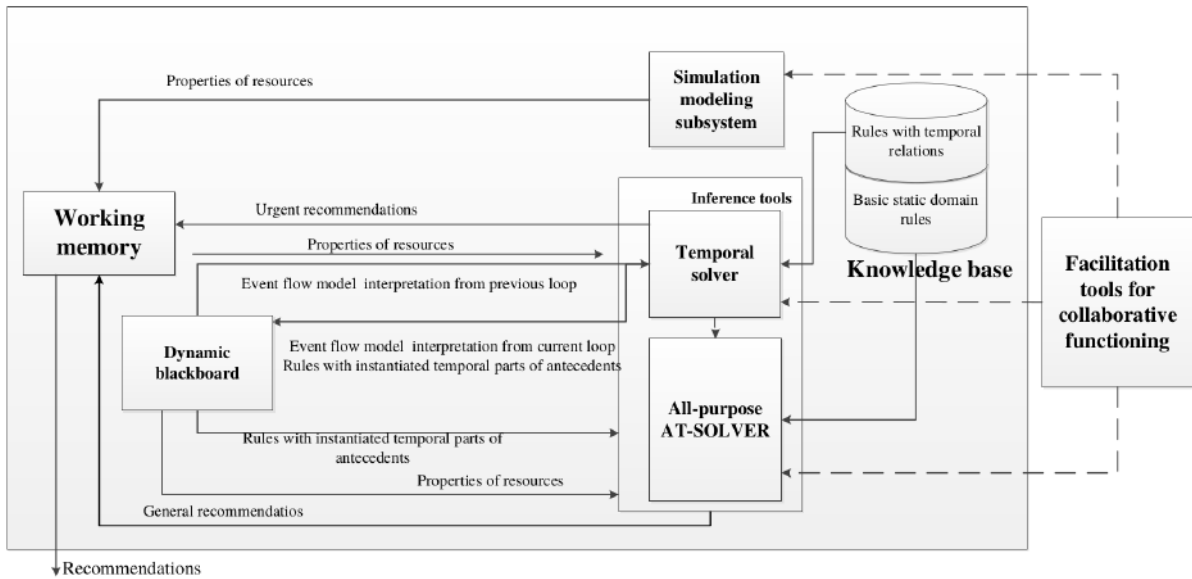 Properties of resources
Simulation
modeling
subsystem
Rules with temporal
relations
Basic static domain
rules
Knowledge base
Inference tools
Working
memory
Urgent recommendations
Properties of resources
Temporal
solver
Event flow model interpretation from previous loop
Facilitation
tools for
collaborative
functioning
Dynamic
blackboard
Event flow model interpretation from current loop
Rules with instantiated temporal parts of antecedents
All-purpose
AT-SOLVER
Rules with instantiated temporal parts of
antecedents
Properties of resources
General recommendatios
Recommendations